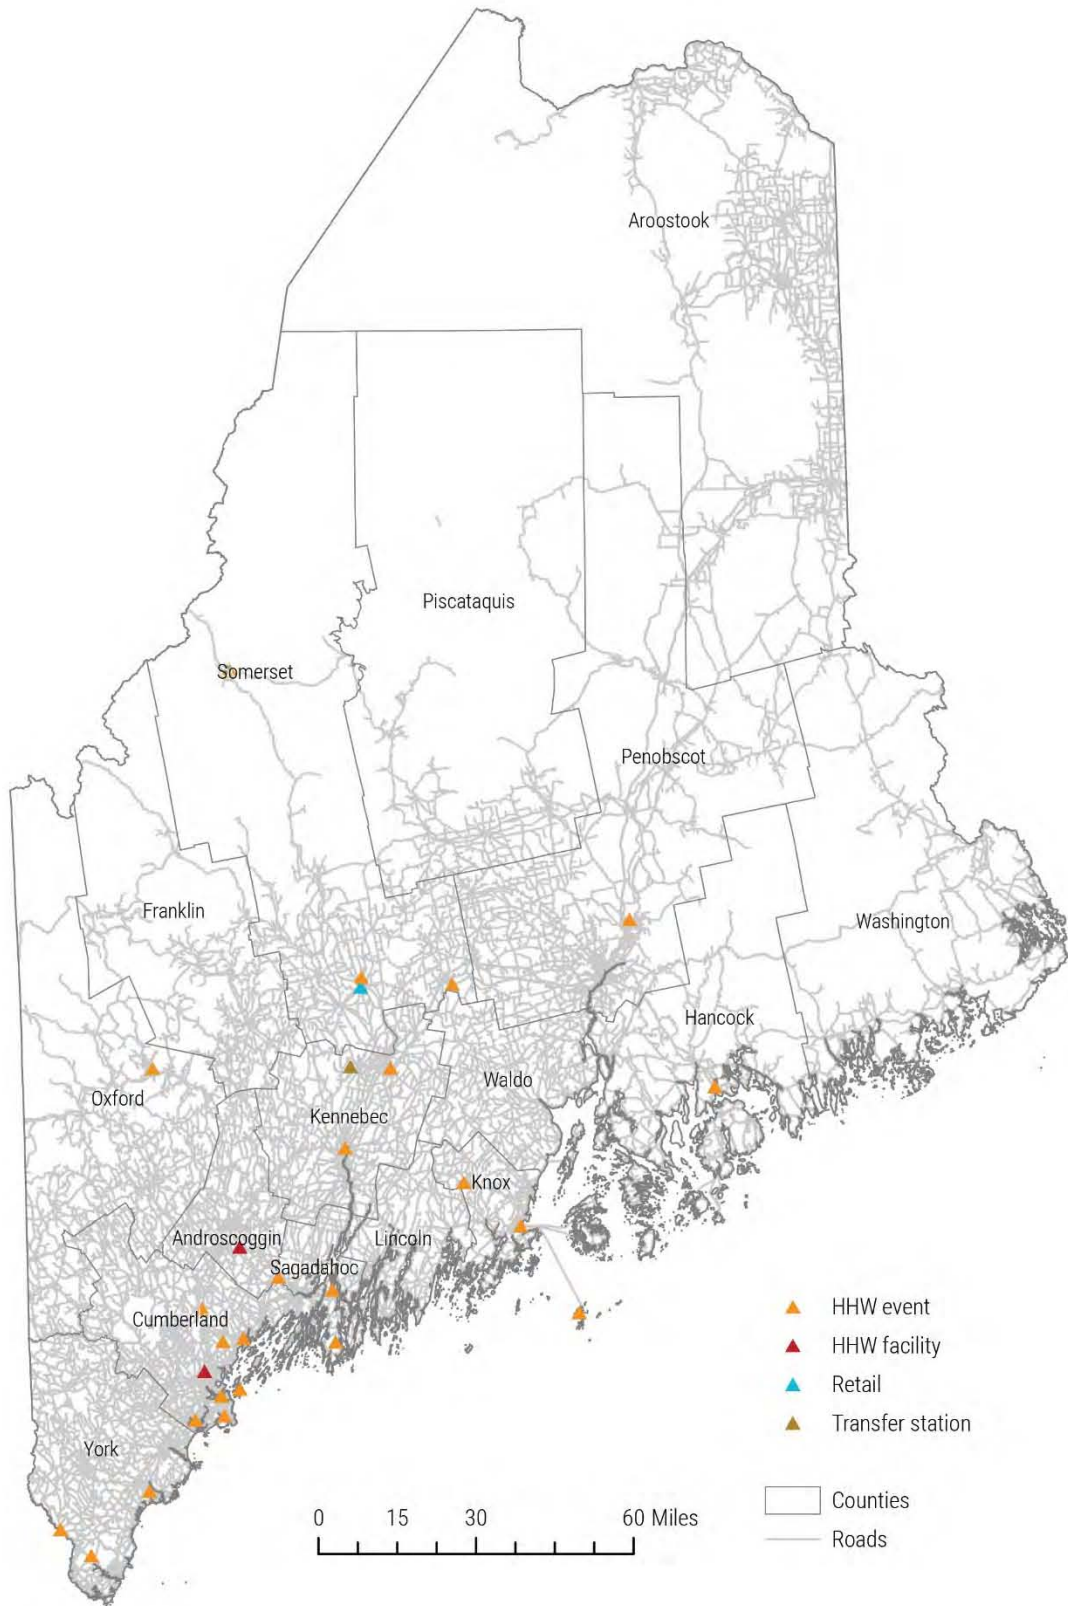 Aroostook
Piscataquis
Somerset
Penobscot
Franklin
Washington
Hancock
Oxford
Waldo
Kennebec
Knox
Androscoggin
Lincoln
Sagadahoc
Cumberland
York
HHW event
HHW facility
Retail
Transfer station
Counties
Roads
0 15 30 60 Miles